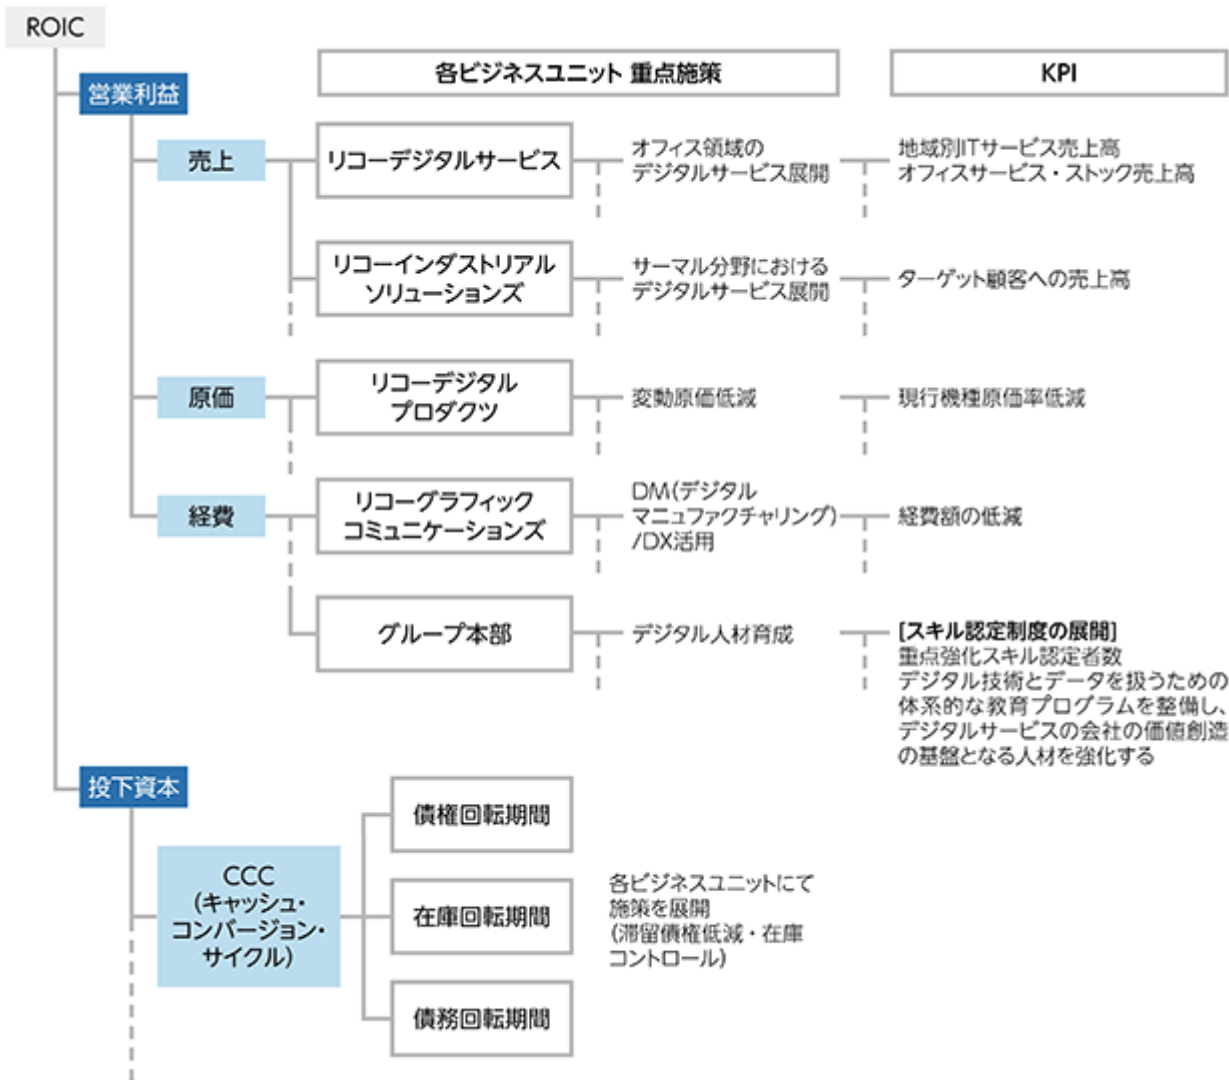 ROIC
各ビジネスユニット 重点施策
KPI
営業利益
売上
リコーデジタルサービス
オフィス領域の
デジタルサービス展開
地域別ITサービス売上高
オフィスサービス・ストック売上高
リコーインダストリアル
ソリューションズ
サーマル分野における
デジタルサービス展開
ターゲット顧客への売上高
原価
リコーデジタル
プロダクツ
変動原価低減
現行機種原価率低減
経費
リコーグラフィック
コミュニケーションズ
DM(デジタル
マニュファクチャリング)
/DX活用
経費額の低減
グループ本部
デジタル人材育成
[スキル認定制度の展開]
重点強化スキル認定者数
デジタル技術とデータを扱うための
体系的な教育プログラムを整備し、
デジタルサービスの会社の価値創造
の基盤となる人材を強化する
投下資本
CCC
(キャッシュ・
コンバージョン・
サイクル)
債権回転期間
在庫回転期間
債務回転期間
各ビジネスユニットにて
施策を展開
(滞留債権低減・在庫
コントロール)